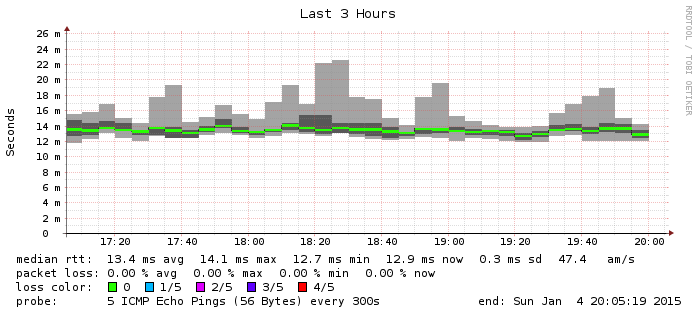 Last 3 Hours
RRDTOOL / TOBI OETIKER
Seconds
26 m
24 m
22 m
20 m
18 m
16 m
14 m
12 m
10 m
8 m
6 m
4 m
2 m
0
17:20 17:40 18:00 18:20 18:40 19:00 19:20 19:40 20:00
median rtt: 13.4 ms avg 14.1 ms max 12.7 ms min 12.9 ms now 0.3 ms sd 47.4 am/s
packet loss: 0.00 % avg 0.00 % max 0.00 % min 0.00 % now
loss color: 0 1/5 2/5 3/5 4/5
probe: 5 ICMP Echo Pings (56 Bytes) every 300s end: Sun Jan 4 20:05:19 2015